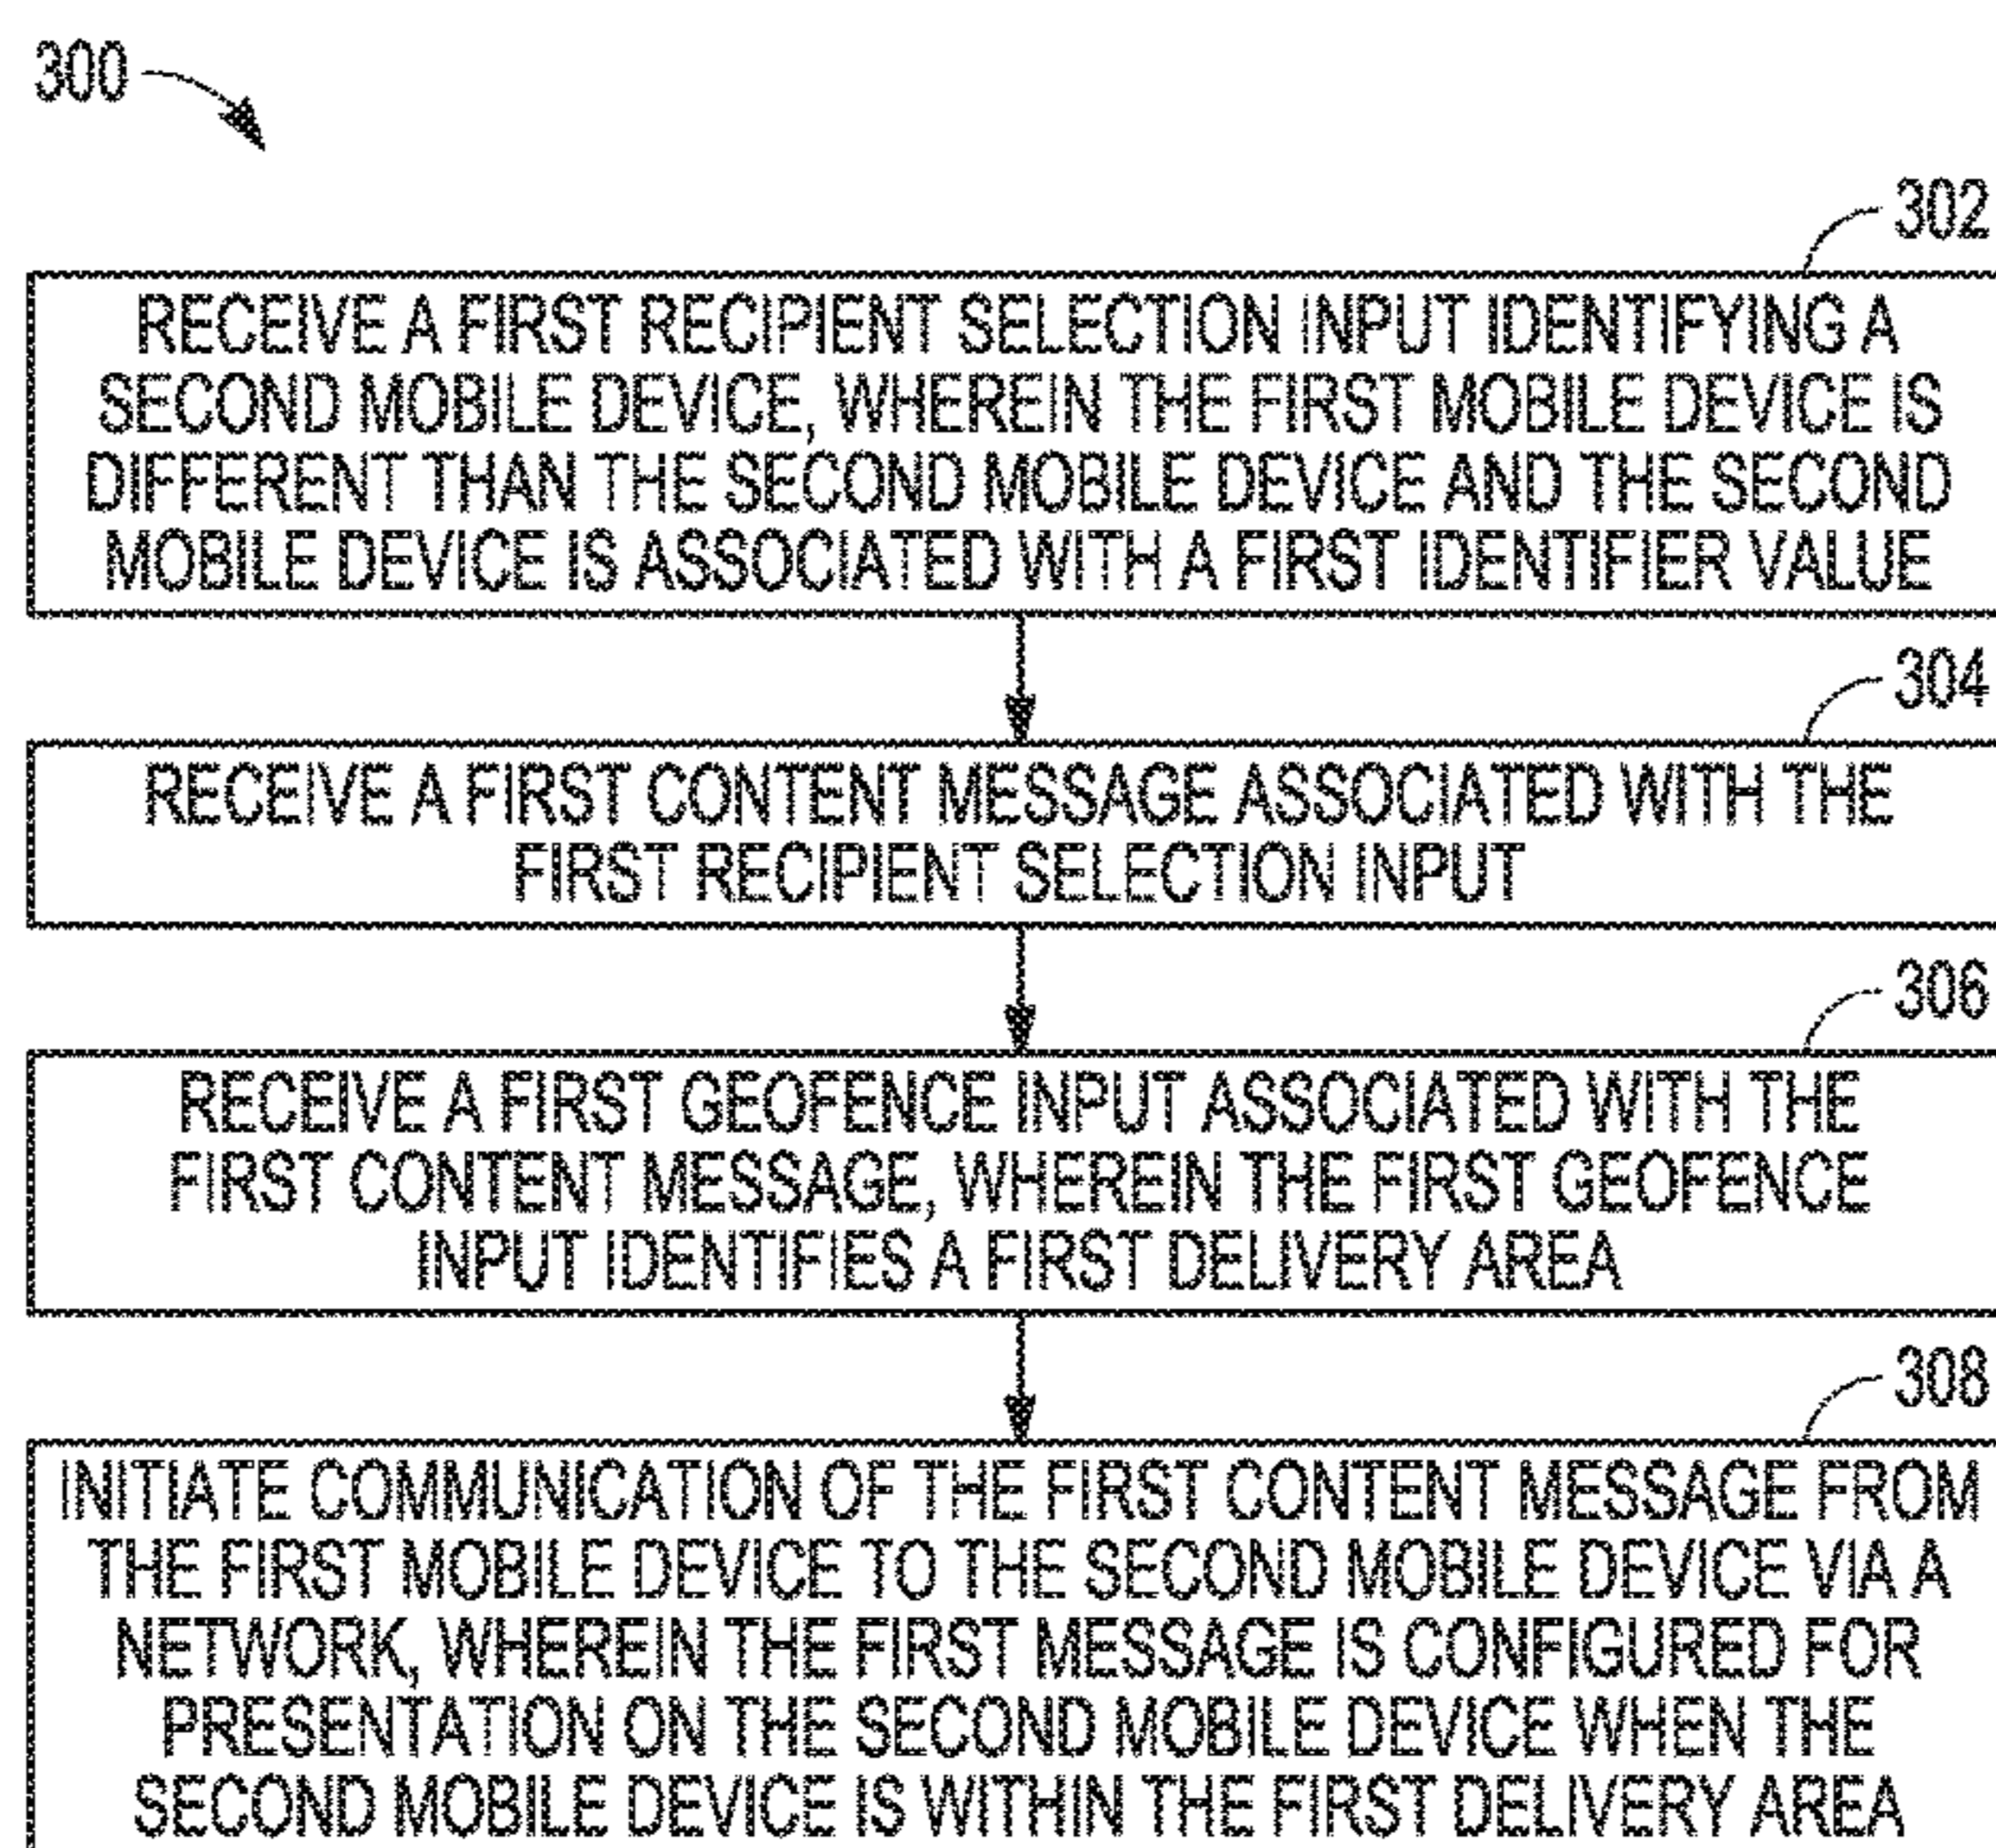 300
302
RECEIVE A FIRST RECIPIENT SELECTION INPUT IDENTIFYING A
SECOND MOBILE DEVICE, WHEREIN THE FIRST MOBILE DEVICE IS
DIFFERENT THAN THE SECOND MOBILE DEVICE AND THE SECOND
MOBILE DEVICE IS ASSOCIATED WITH A FIRST IDENTIFIER VALUE
304
RECEIVE A FIRST CONTENT MESSAGE ASSOCIATED WITH THE
FIRST RECIPIENT SELECTION INPUT
306
RECEIVE A FIRST GEOFENCE INPUT ASSOCIATED WITH THE
FIRST CONTENT MESSAGE, WHEREIN THE FIRST GEOFENCE
INPUT IDENTIFIES A FIRST DELIVERY AREA
308
INITIATE COMMUNICATION OF THE FIRST CONTENT MESSAGE FROM
THE FIRST MOBILE DEVICE TO THE SECOND MOBILE DEVICE VIA A
NETWORK, WHEREIN THE FIRST MESSAGE IS CONFIGURED FOR
PRESENTATION ON THE SECOND MOBILE DEVICE WHEN THE
SECOND MOBILE DEVICE IS WITHIN THE FIRST DELIVERY AREA